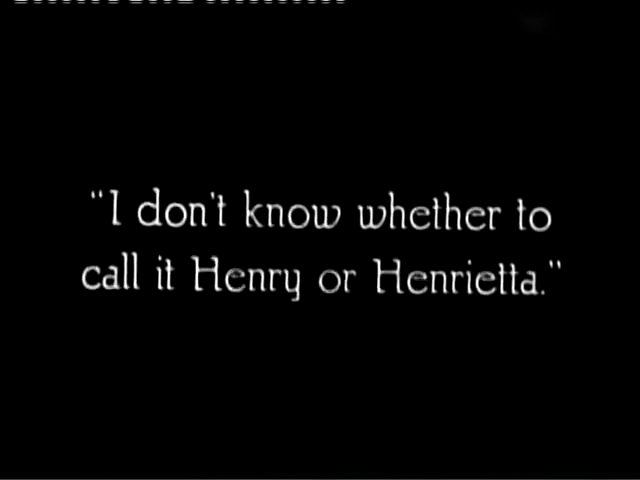 "I don't know whether to
call it Henry or Henrietta."